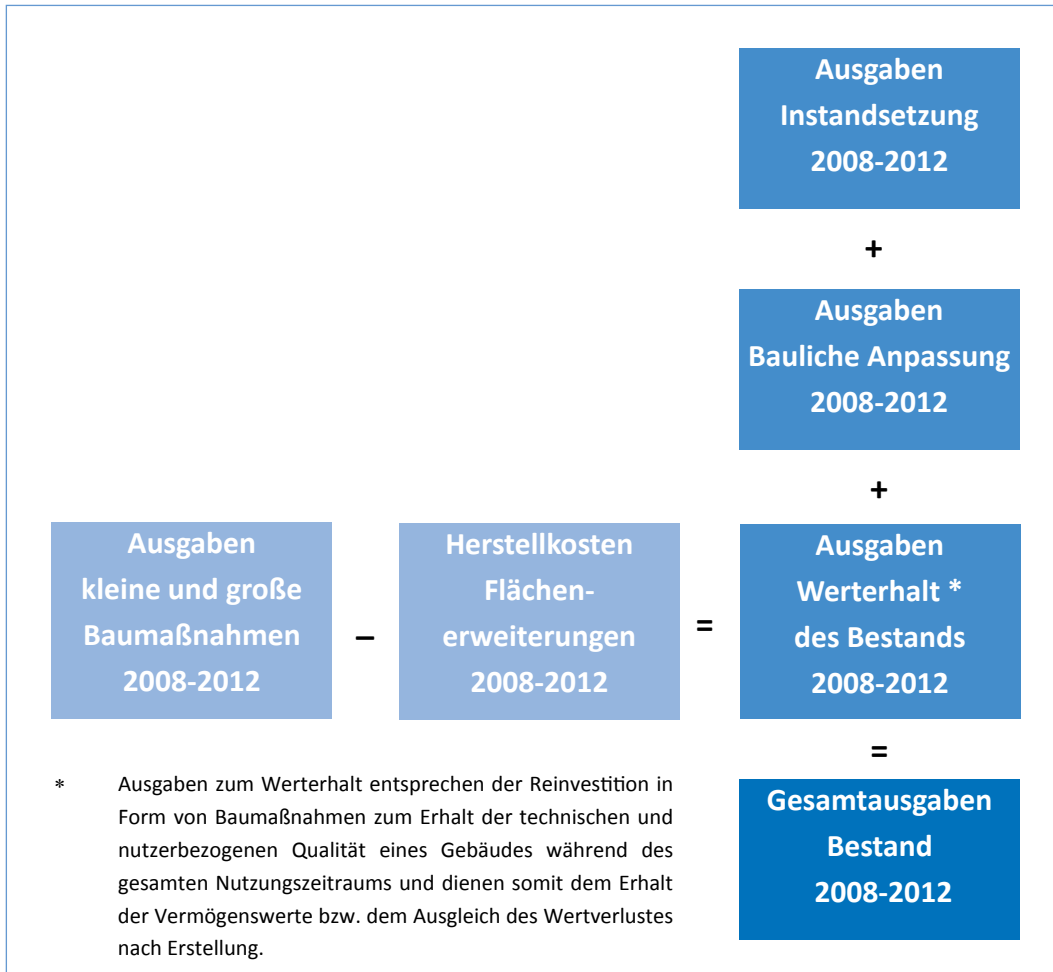 Ausgaben
Instandsetzung
2008-2012
+
Ausgaben
Bauliche Anpassung
2008-2012
+
Ausgaben
kleine und große
Baumaßnahmen
2008-2012
–
Herstellkosten
Flächen-
erweiterungen
2008-2012
=
Ausgaben
Werterhalt *
des Bestands
2008-2012
=
Gesamtausgaben
Bestand
2008-2012
* Ausgaben zum Werterhalt entsprechen der Reinvestition in
Form von Baumaßnahmen zum Erhalt der technischen und
nutzerbezogenen Qualität eines Gebäudes während des
gesamten Nutzungszeitraums und dienen somit dem Erhalt
der Vermögenswerte bzw. dem Ausgleich des Wertverlustes
nach Erstellung.